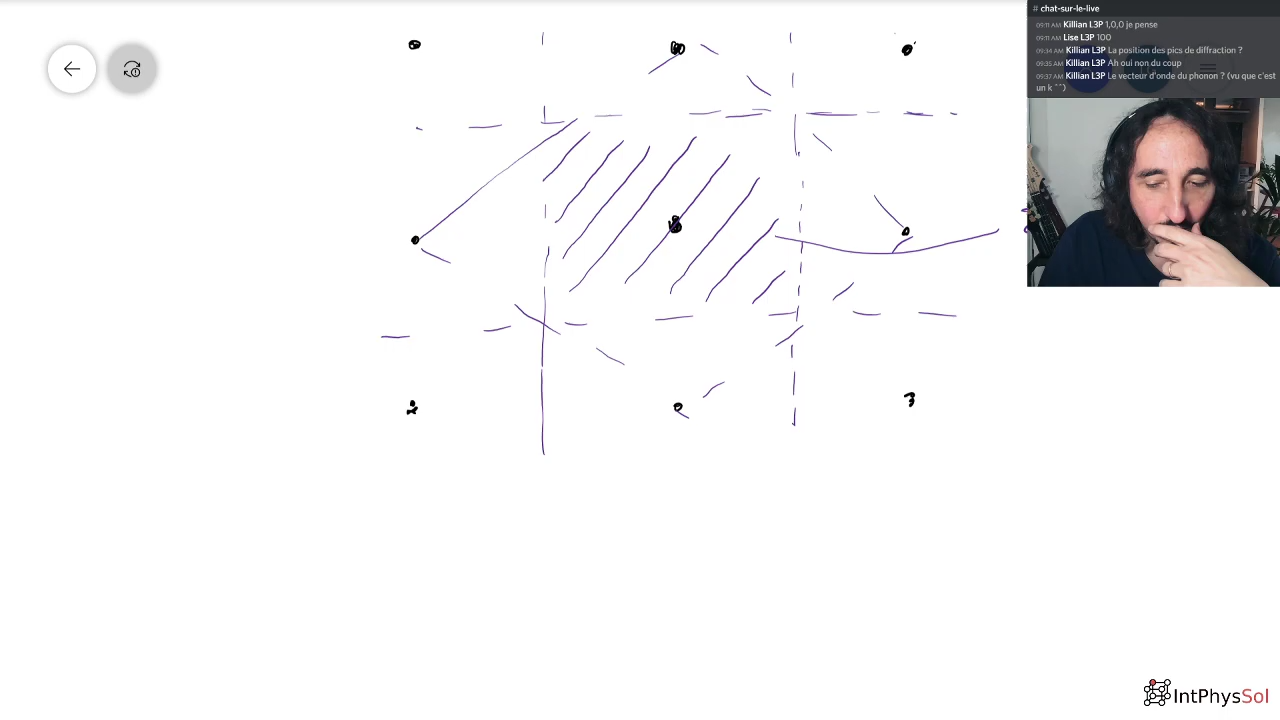 # chat-sur-le-live
09:11 AM Killian L3P 1,0,0 je pense
09:11 AM Lise L3P 100
09:34 AM Killian L3P La position des pics de diffraction ?
09:35 AM Killian L3P Ah oui non du coup
09:37 AM Killian L3P Le vecteur d'onde du phonon ? (vu que c'est
un k ^^)
IntPhysSol